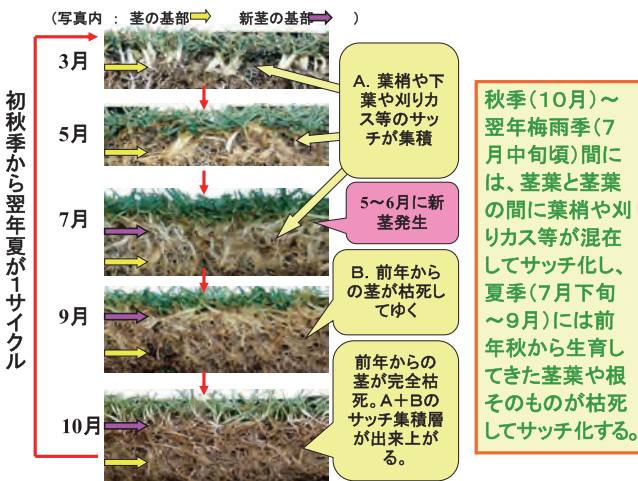 (写真内 : 茎の基部 新茎の基部 )
初秋季から翌年夏が1サイクル
3月
5月
7月
9月
10月
A. 葉梢や下
葉や刈りカ
ス等のサッ
チが集積
5〜6月に新
茎発生
B. 前年から
の茎が枯死し
てゆく
前年からの
茎が完全枯
死。A+Bの
サッチ集積層
が出来上が
る。
秋季(10月)〜
翌年梅雨季(7
月中旬頃)間に
は、茎葉と茎葉
の間に葉梢や刈
りカス等が混在
してサッチ化し、
夏季(7月下旬
〜9月)には前
年秋から生育し
てきた茎葉や根
そのものが枯死
してサッチ化する。